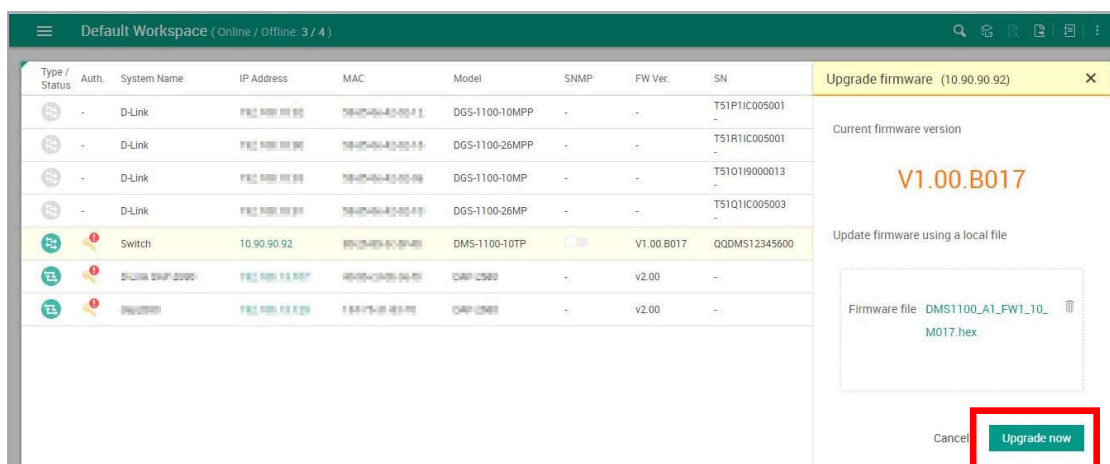 Default Workspace ( Online / Offline: 3 / 4 )
Type / Status Auth. System Name IP Address MAC Model SNMP FW Ver. SN
- D-Link DGS-1100-10MPP - - T51P1IC005001 -
- D-Link DGS-1100-26MPP - - T51R1IC005001 -
- D-Link DGS-1100-10MP - - T51O1I9000013 -
- D-Link DGS-1100-26MP - - T51Q1IC005003 -
Switch 10.90.90.92 DMS-1100-10TP V1.00.B017 QQDMS12345600
- v2.00 -
- v2.00 -
Upgrade firmware (10.90.90.92)
Current firmware version
V1.00.B017
Update firmware using a local file
Firmware file DMS1100_A1_FW1_10_
M017.hex
Cancel Upgrade now